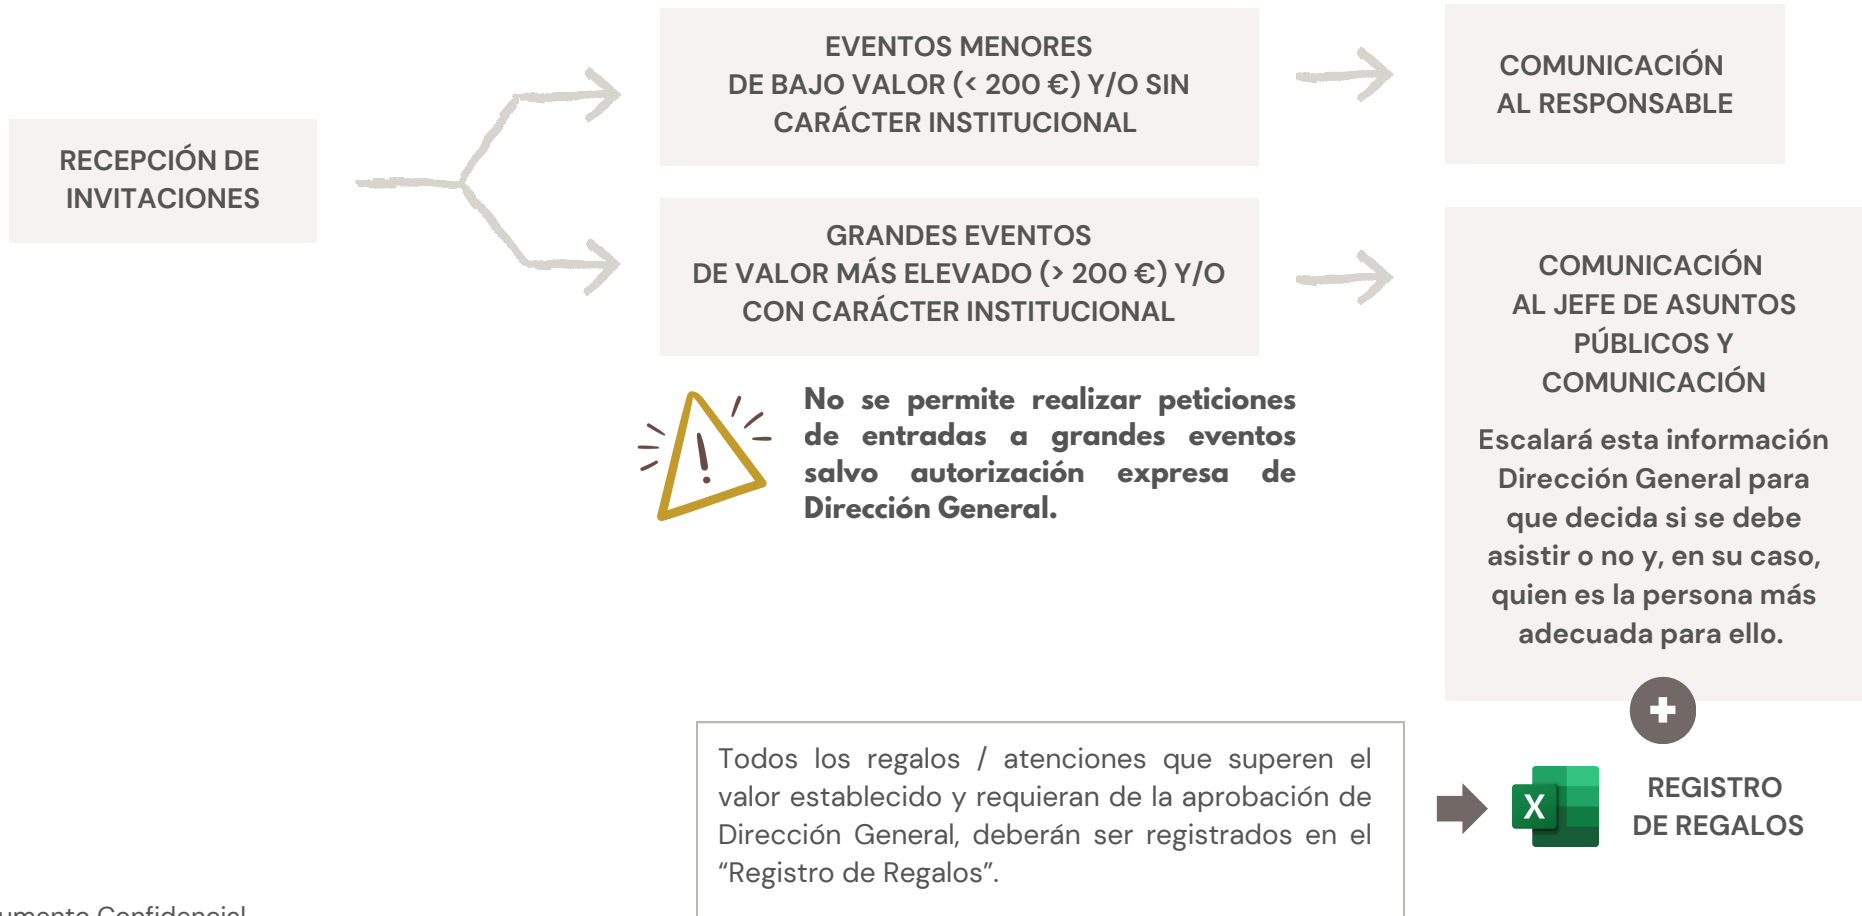 RECEPCIÓN DE
INVITACIONES
EVENTOS MENORES
DE BAJO VALOR (< 200 €) Y/O SIN
CARÁCTER INSTITUCIONAL
COMUNICACIÓN
AL RESPONSABLE
GRANDES EVENTOS
DE VALOR MÁS ELEVADO (> 200 €) Y/O
CON CARÁCTER INSTITUCIONAL
COMUNICACIÓN
AL JEFE DE ASUNTOS
PÚBLICOS Y
COMUNICACIÓN
Escalará esta información
Dirección General para
que decida si se debe
asistir o no y, en su caso,
quien es la persona más
adecuada para ello.
No se permite realizar peticiones
de entradas a grandes eventos
salvo autorización expresa de
Dirección General.
Todos los regalos / atenciones que superen el
valor establecido y requieran de la aprobación de
Dirección General, deberán ser registrados en el
“Registro de Regalos”.
X
REGISTRO
DE REGALOS
Confidencial